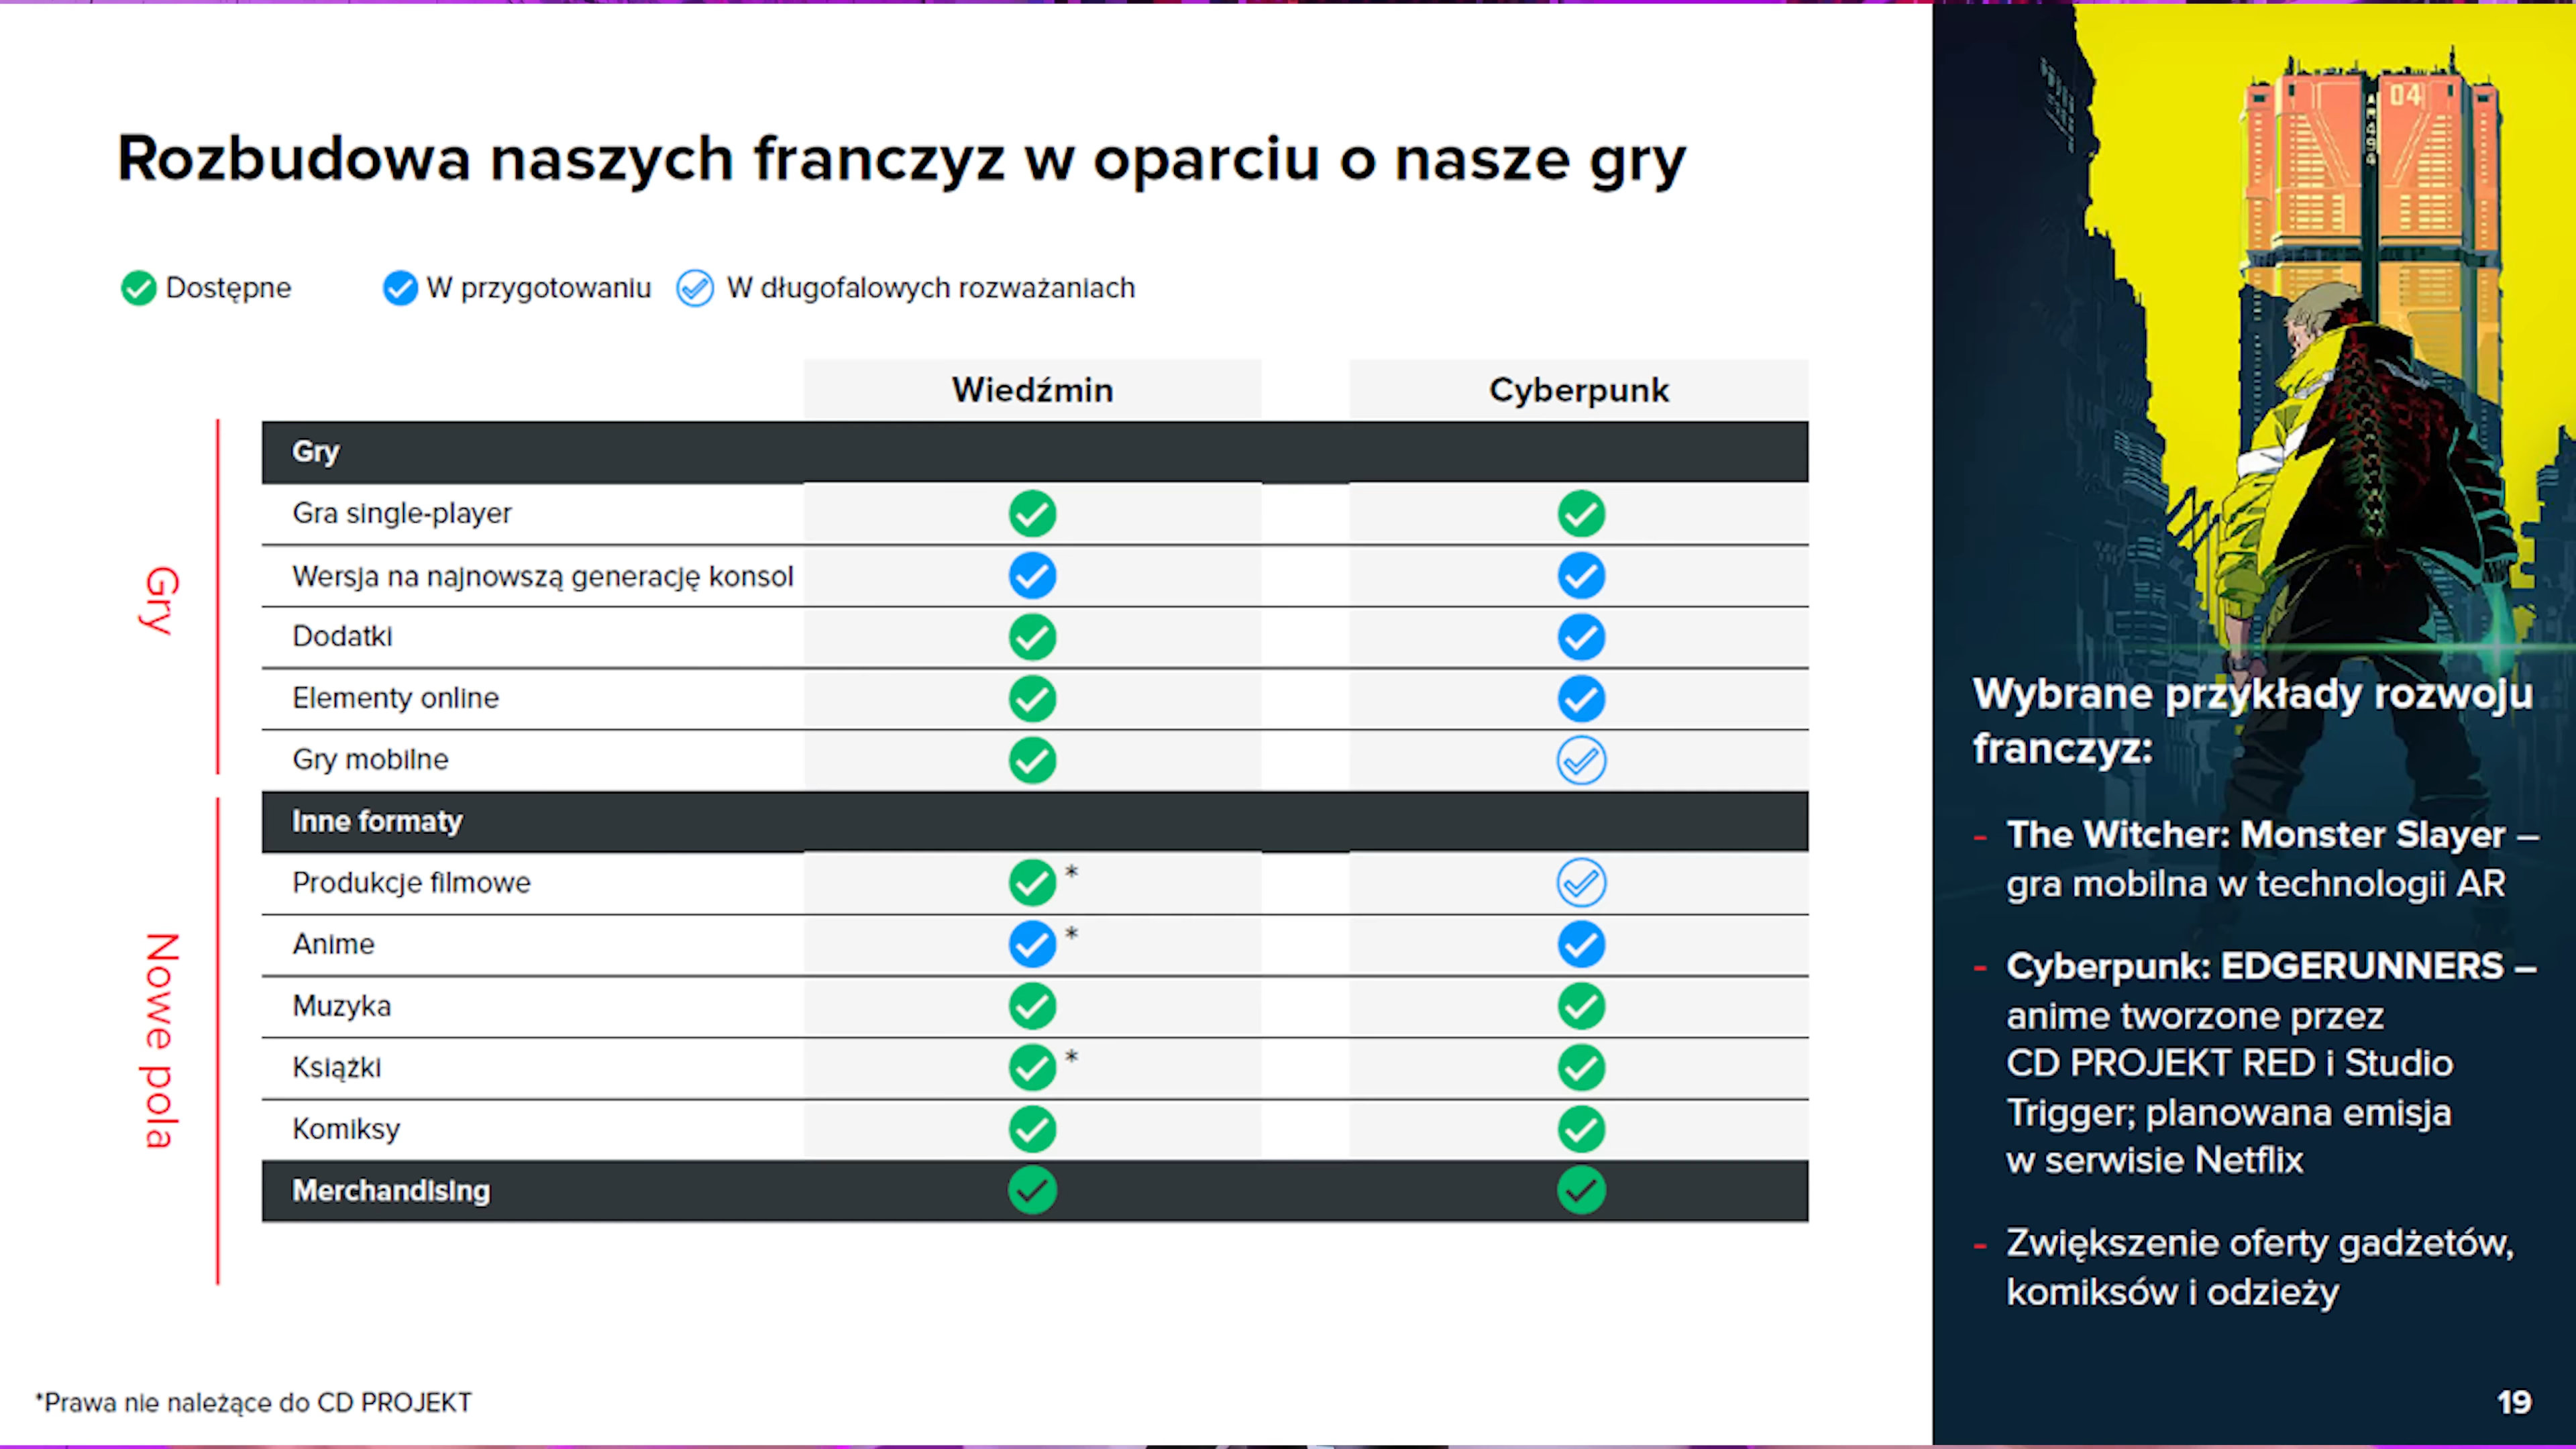 Rozbudowa naszych franczyz w oparciu o nasze gry
Dostępne W przygotowaniu W długofalowych rozważaniach
Wiedźmin Cyberpunk
Gry
Gry
Gra single-player
Wersja na najnowszą generację konsol
Dodatki
Elementy online
Gry mobilne
Nowe pola
Inne formaty
Produkcje filmowe *
Anime *
Muzyka
Książki *
Komiksy
Merchandising
*Prawa nie należące do CD PROJEKT
04
Wybrane przykłady rozwoju
franczyz:
- The Witcher: Monster Slayer –
gra mobilna w technologii AR
- Cyberpunk: EDGERUNNERS –
anime tworzone przez
CD PROJEKT RED i Studio
Trigger; planowana emisja
w serwisie Netflix
- Zwiększenie oferty gadżetów,
komiksów i odzieży
19